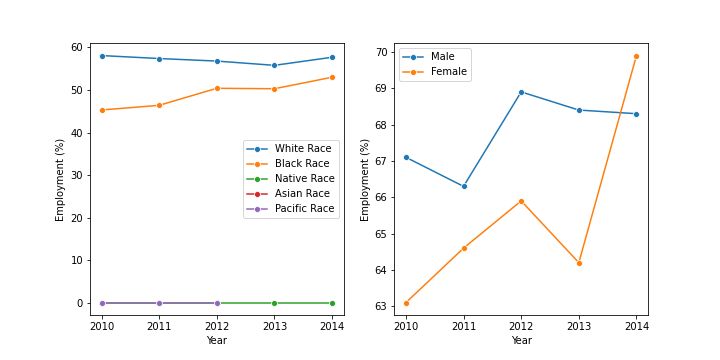 60
50
40
30
20
10
0
Employment (%)
White Race
Black Race
Native Race
Asian Race
Pacific Race
2010 2011 2012 2013 2014
Year
70
69
68
67
66
65
64
63
Employment (%)
Male
Female
2010 2011 2012 2013 2014
Year